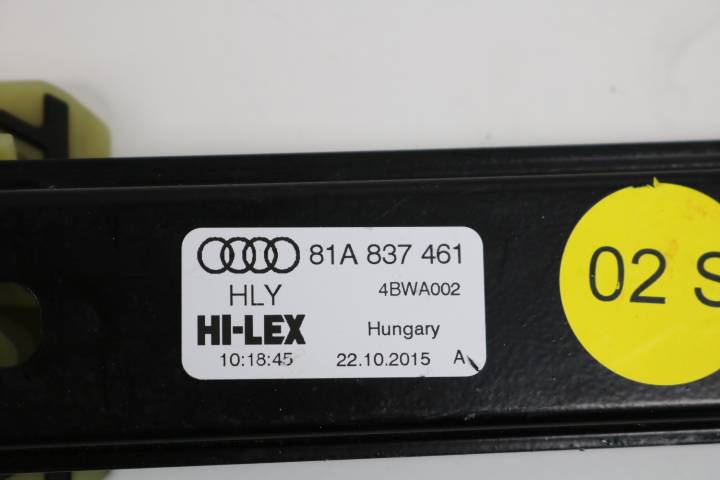 81A 837 461
HLY 4BWA002
HI-LEX Hungary
10:18:45 22.10.2015 A
02 S